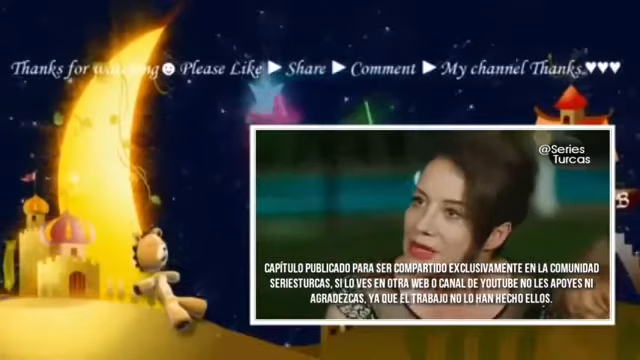 Thanks for watching☻Please Like ►Share ►Comment ►My channel Thanks.♥♥♥
@Series
Turcas
B
CAPÍTULO PUBLICADO PARA SER COMPARTIDO EXCLUSIVAMENTE EN LA COMUNIDAD
SERIESTURCAS, SI LO VES EN OTRA WEB O CANAL DE YOUTUBE NO LES APOYES NI
AGRADEZCAS, YA QUE EL TRABAJO NO LO HAN HECHO ELLOS.